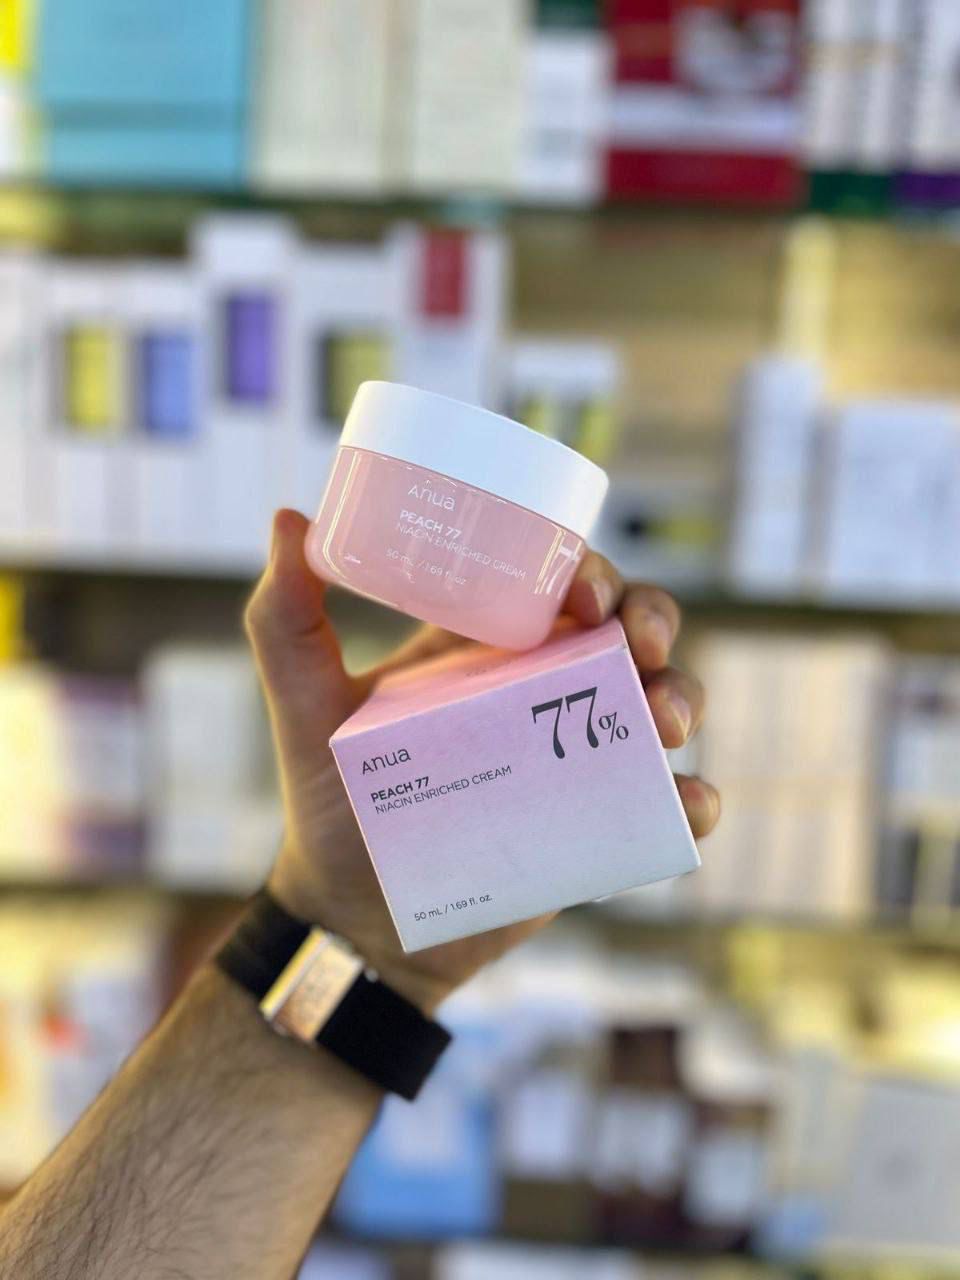 Anua
PEACH 77
NIACIN ENRICHED CREAM
50 mL / 1.69 fl. oz
77
Anua
77%
PEACH 77
NIACIN ENRICHED CREAM
50 mL / 1.69 fl. oz.